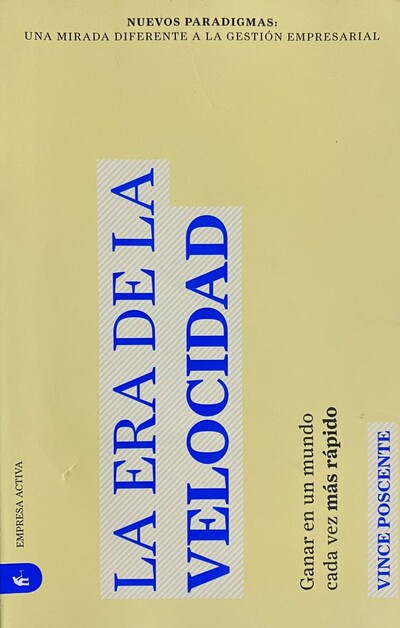 NUEVOS PARADIGMAS:
UNA MIRADA DIFERENTE A LA GESTIÓN EMPRESARIAL
LA ERA DE LA
VELOCIDAD
Ganar en un mundo
cada vez más rápido
VINCE POSCENTE
EMPRESA ACTIVA